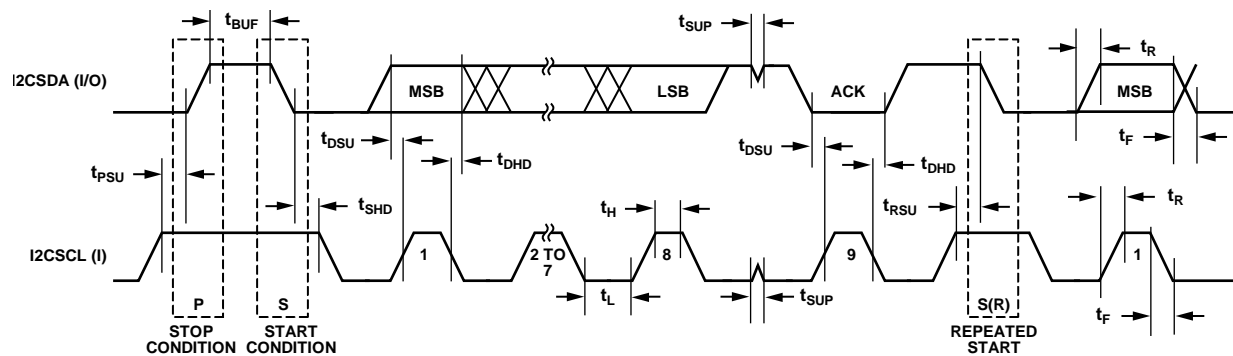 tBUF
tSUP
tR
I2CSDA (I/O)
MSB
LSB
ACK
MSB
tDSU
tDHD
tDSU
tDHD
tF
tPSU
tSHD
tH
tRSU
tR
I2CSCL (I)
1
2 TO
7
8
9
1
P
S
tL
tSUP
S(R)
tF
STOP
CONDITION
START
CONDITION
REPEATED
START